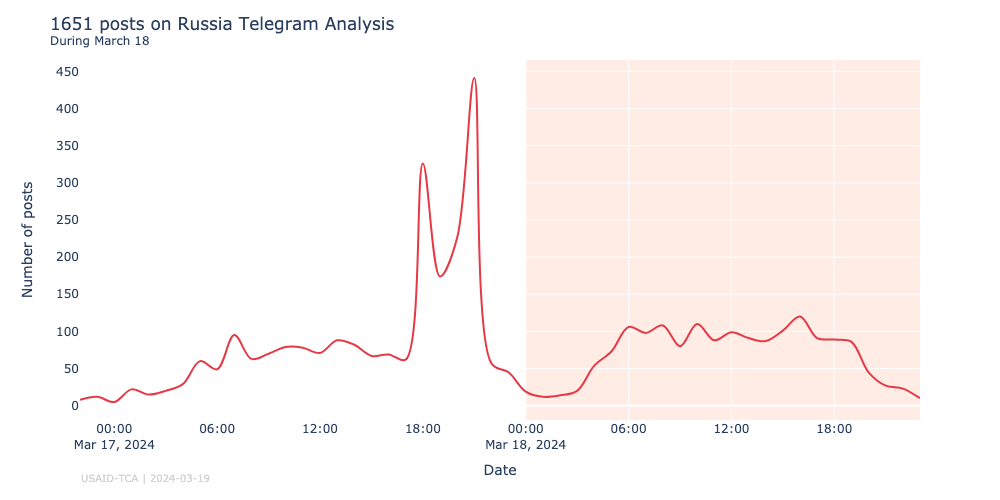 1651 posts on Russia Telegram Analysis
During March 18
Number of posts
450
400
350
300
250
200
150
100
50
0
00:00 06:00 12:00 18:00 00:00 06:00 12:00 18:00
Mar 17, 2024 Mar 18, 2024
Date
USAID-TCA | 2024-03-19